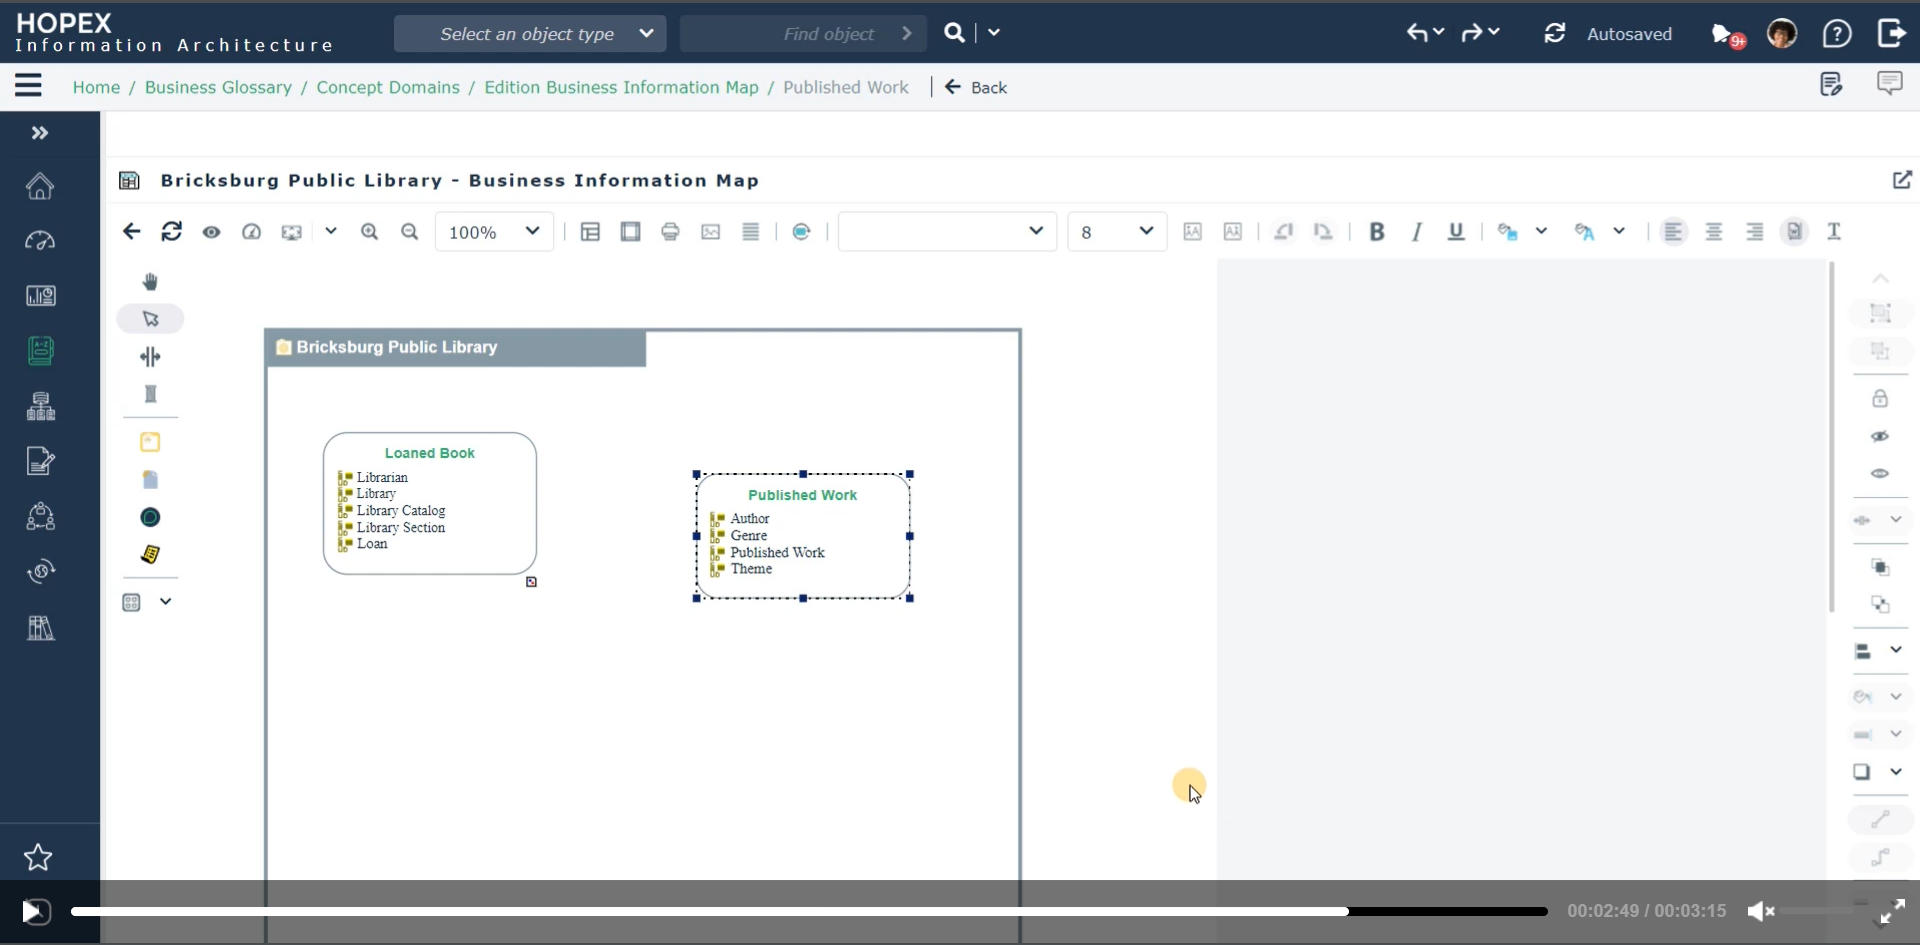 HOPEX
Information Architecture
Select an object type
Find object
Autosaved
9+
Home / Business Glossary / Concept Domains / Edition Business Information Map / Published Work
Back
Bricksburg Public Library - Business Information Map
100%
8
B I U
T
Bricksburg Public Library
Loaned Book
Librarian
Library
Library Catalog
Library Section
Loan
Published Work
Author
Genre
Published Work
Theme
00:02:49 / 00:03:15